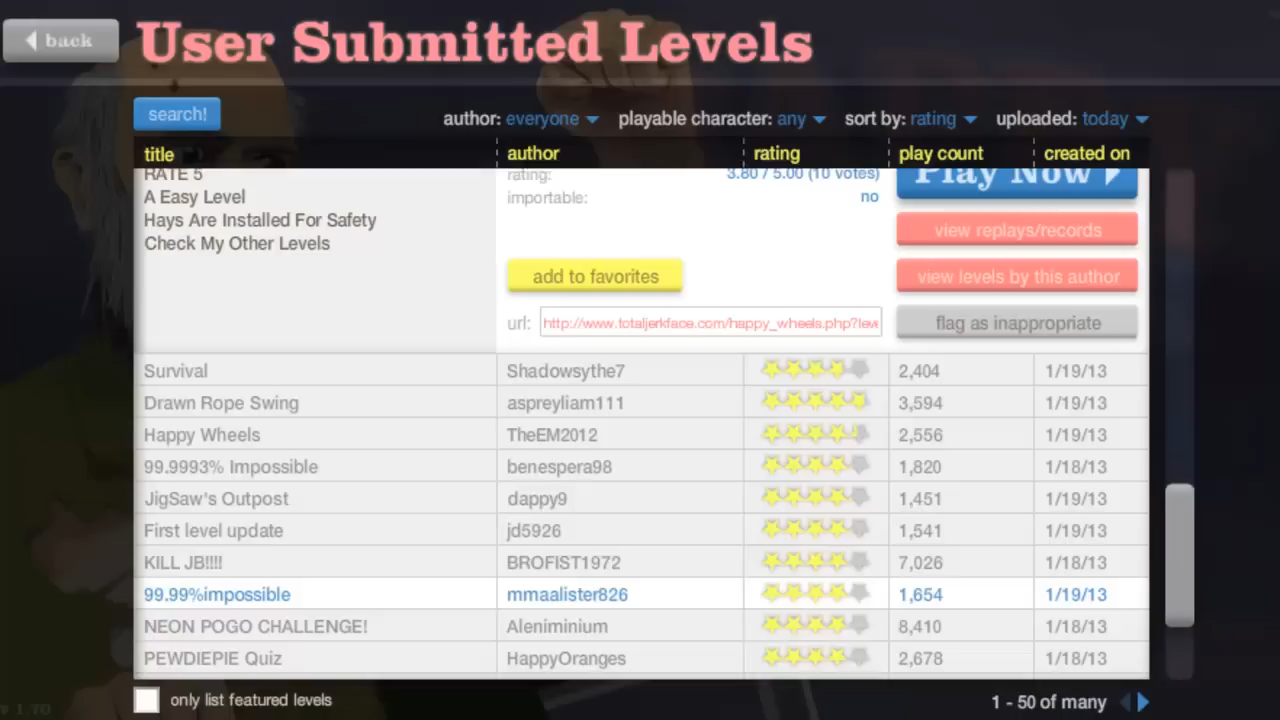 back
User Submitted Levels
search!
author: everyone playable character: any sort by: rating uploaded: today
title author rating play count created on
RATE 5 rating: 3.80 / 5.00 (10 votes) Play Now
A Easy Level importable: no
Hays Are Installed For Safety view replays/records
Check My Other Levels
add to favorites view levels by this author
url: http://www.totaljerkface.com/happy_wheels.php?leve flag as inappropriate
Survival Shadowsythe7 2,404 1/19/13
Drawn Rope Swing aspreyliam111 3,594 1/19/13
Happy Wheels TheEM2012 2,556 1/19/13
99.9993% Impossible benespera98 1,820 1/18/13
JigSaw's Outpost dappy9 1,451 1/19/13
First level update jd5926 1,541 1/19/13
KILL JB!!!! BROFIST1972 7,026 1/18/13
99.99%impossible mmaalister826 1,654 1/19/13
NEON POGO CHALLENGE! Aleniminium 8,410 1/18/13
PEWDIEPIE Quiz HappyOranges 2,678 1/18/13
only list featured levels 1 - 50 of many
v 1.70